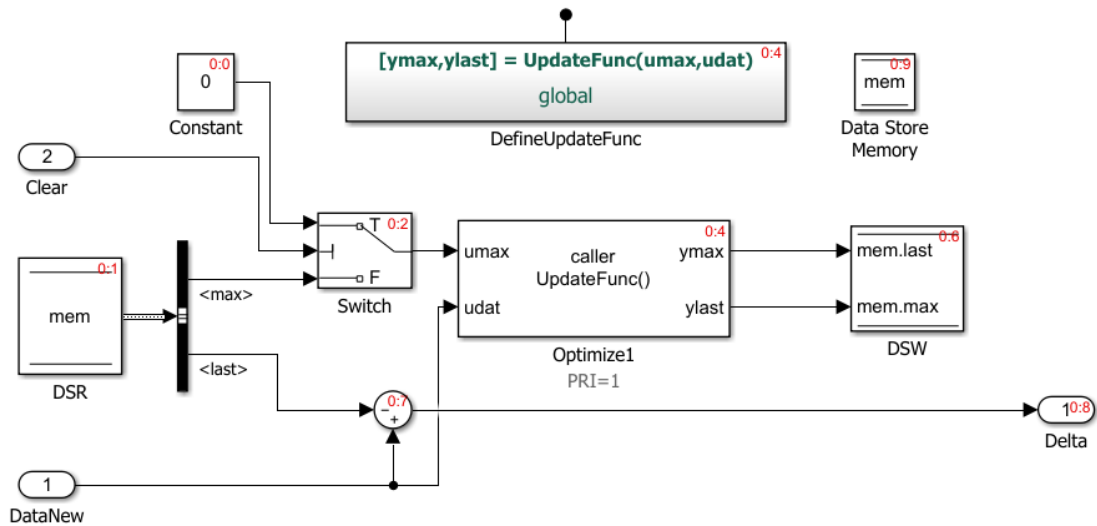 [ymax,ylast] = UpdateFunc(umax,udat) 0:4
global
DefineUpdateFunc
0:0
0
Constant
0:9
mem
Data Store
Memory
2
Clear
T 0:2
F
Switch
0:1
mem
DSR
<max>
<last>
0:4
umax caller ymax
UpdateFunc()
udat ylast
Optimize1
PRI=1
0:6
mem.last
mem.max
DSW
0:7
− +
1 0:8
Delta
1
DataNew